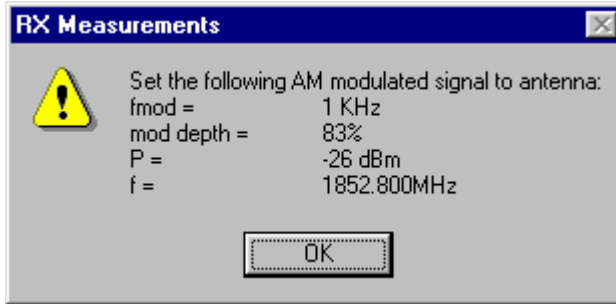 RX Measurements
Set the following AM modulated signal to antenna:
fmod = 1 KHz
mod depth = 83%
P = -26 dBm
f = 1852.800MHz
OK